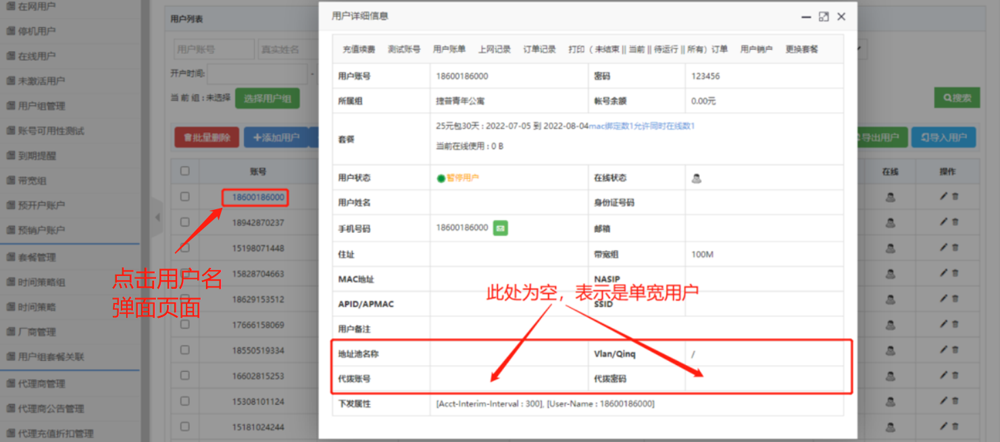 在网用户
停机用户
在线用户
未激活用户
用户组管理
账号可用性测试
到期提醒
带宽组
预开户账户
预销户账户
套餐管理
时间策略组
时间策略
厂商管理
用户组套餐关联
代理商管理
代理商公告管理
代理充值折扣管理
用户列表
用户账号 真实姓名
开户时间: -
当 前 组 : 未选择 选择用户组
搜索
批量删除 添加用户 导出用户 导入用户
账号 在线 操作
18600186000
18942870237
15198071448
15828704663
18629153512
17666158069
18550519334
16602815253
15308101124
15181024244
点击用户名
弹面页面
用户详细信息
充值续费 测试账号 用户账单 上网记录 订单记录 打印（ 未结束 || 当前 || 待运行 || 所有）订单 用户销户 更换套餐
用户账号 18600186000 密码 123456
所属组 捷普青年公寓 帐号余额 0.00元
套餐 25元包30天 : 2022-07-05 到 2022-08-04mac绑定数1允许同时在线数1
当前在线使用 : 0 B
用户状态 暂停用户 在线状态
用户姓名 身份证号码
手机号码 18600186000 邮箱
住址 带宽组 100M
MAC地址 NASIP
此处为空，表示是单宽用户
APID/APMAC SSID
用户备注
地址池名称 Vlan/Qinq /
代拨账号 代拨密码
下发属性 [Acct-Interim-Interval : 300], [User-Name : 18600186000]